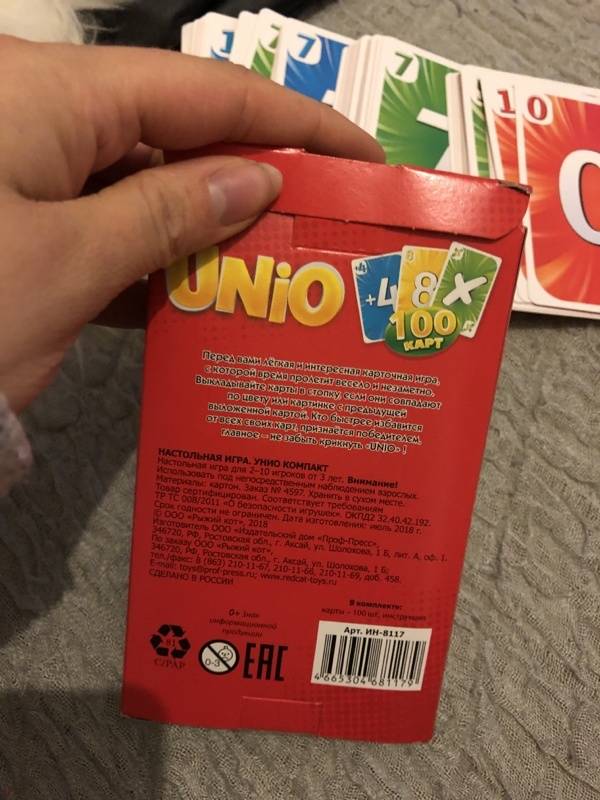 1
7
7
7
10
0
0
UNiO
+4 8 X
100
КАРТ
Перед вами лёгкая и интересная карточная игра,
с которой время пролетит весело и незаметно.
Выкладывайте карты в стопку если они совпадают
по цвету или картинке с предыдущей
выложенной картой. Кто быстрее избавится
от всех своих карт, признаётся победителем.
Главное – не забыть крикнуть «UNIO» !
НАСТОЛЬНАЯ ИГРА. УНИО КОМПАКТ
Настольная игра для 2–10 игроков от 3 лет. Внимание!
Использовать под непосредственным наблюдением взрослых.
Материалы: картон. Заказ № 4597. Хранить в сухом месте.
Товар сертифицирован. Соответствует требованиям
ТР ТС 008/2011 «О безопасности игрушек». ОКПД2 32.40.42.192.
Срок годности не ограничен. Дата изготовления: июль 2018 г.
© ООО «Рыжий кот», 2018
Изготовитель ООО «Издательский дом «Проф-Пресс»,
346720, РФ, Ростовская обл., г. Аксай, ул. Шолохова, 1 Б, лит. А, оф. 1.
По заказу ООО «Рыжий кот»,
346720, РФ, Ростовская обл., г. Аксай, ул. Шолохова, 1 Б;
тел./факс: 8 (863) 210-11-67, 210-11-68, 210-11-69, доб. 458.
E-mail: toys@prof-press.ru; www.redcat-toys.ru
СДЕЛАНО В РОССИИ
0+ Знак
информационной
продукции
В комплекте:
карты – 100 шт, инструкция
81
C/PAP
0-3
EAC
Арт. ИН-8117
4 665304 681179